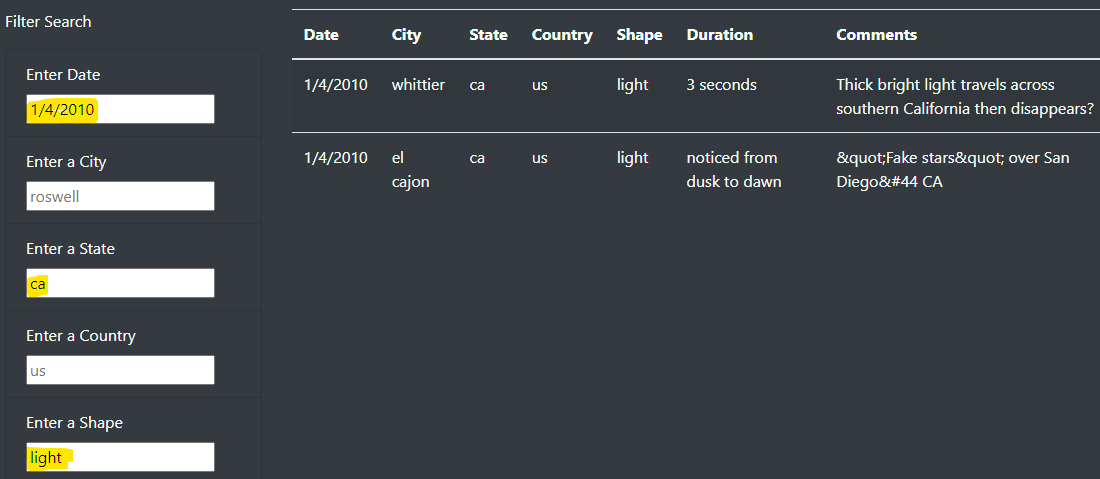 Filter Search
Enter Date
1/4/2010
Enter a City
roswell
Enter a State
ca
Enter a Country
us
Enter a Shape
light
Date City State Country Shape Duration Comments
1/4/2010 whittier ca us light 3 seconds Thick bright light travels across
southern California then disappears?
1/4/2010 el ca us light noticed from &quot;Fake stars&quot; over San
cajon dusk to dawn Diego&#44 CA